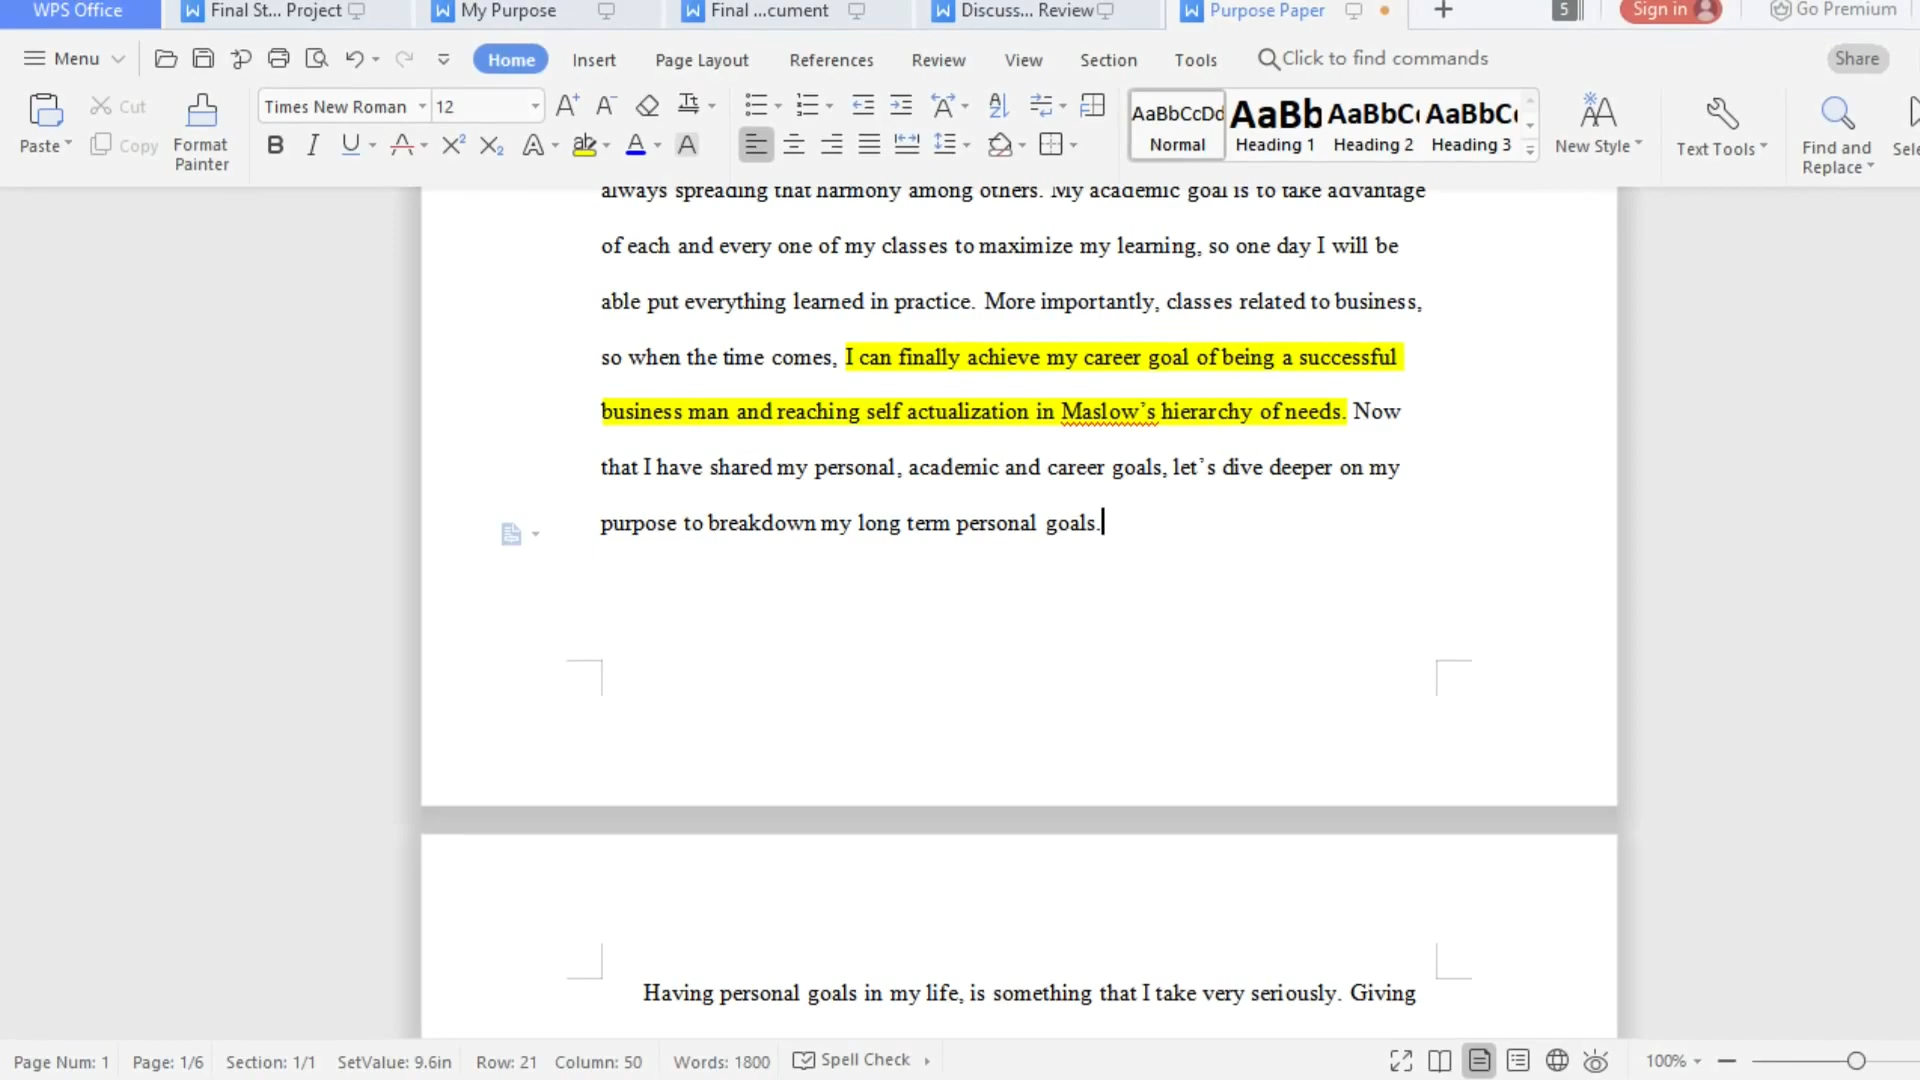 WPS Office
Final St... Project
My Purpose
Final ...cument
Discuss... Review
Purpose Paper
5
Sign in
Go Premium
Menu
Home
Insert
Page Layout
References
Review
View
Section
Tools
Click to find commands
Share
Paste
Cut
Copy
Format
Painter
Times New Roman
12
AaBbCcDd
Normal
AaBb
Heading 1
AaBbC
Heading 2
AaBbC
Heading 3
New Style
Text Tools
Find and
Replace
Sele
always spreading that harmony among others. My academic goal is to take advantage
of each and every one of my classes to maximize my learning, so one day I will be
able put everything learned in practice. More importantly, classes related to business,
so when the time comes, I can finally achieve my career goal of being a successful
business man and reaching self actualization in Maslow’s hierarchy of needs. Now
that I have shared my personal, academic and career goals, let’s dive deeper on my
purpose to breakdown my long term personal goals.
Having personal goals in my life, is something that I take very seriously. Giving
Page Num: 1
Page: 1/6
Section: 1/1
SetValue: 9.6in
Row: 21
Column: 50
Words: 1800
Spell Check
100%